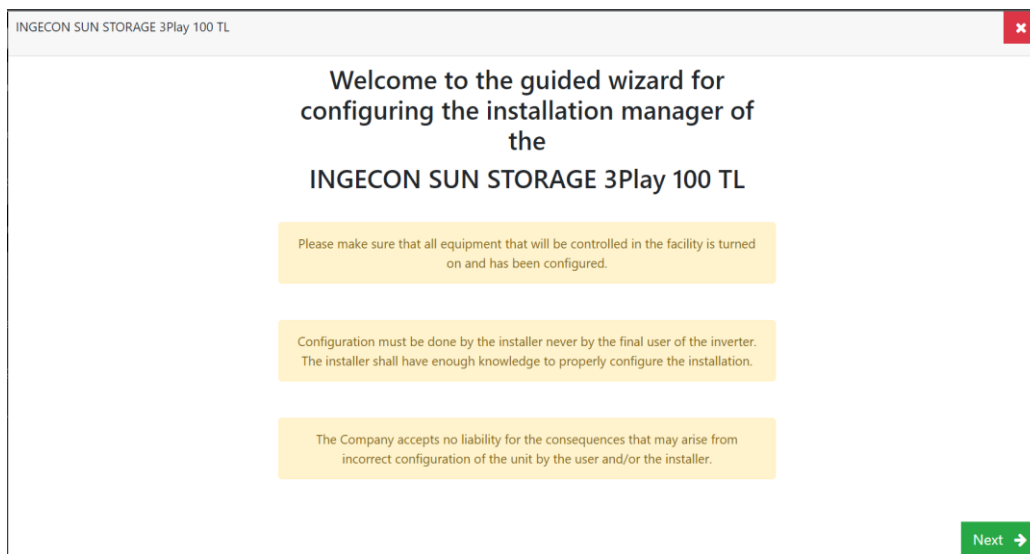 INGECON SUN STORAGE 3Play 100 TL
Welcome to the guided wizard for
configuring the installation manager of
the
INGECON SUN STORAGE 3Play 100 TL
Please make sure that all equipment that will be controlled in the facility is turned
on and has been configured.
Configuration must be done by the installer never by the final user of the inverter.
The installer shall have enough knowledge to properly configure the installation.
The Company accepts no liability for the consequences that may arise from
incorrect configuration of the unit by the user and/or the installer.
Next